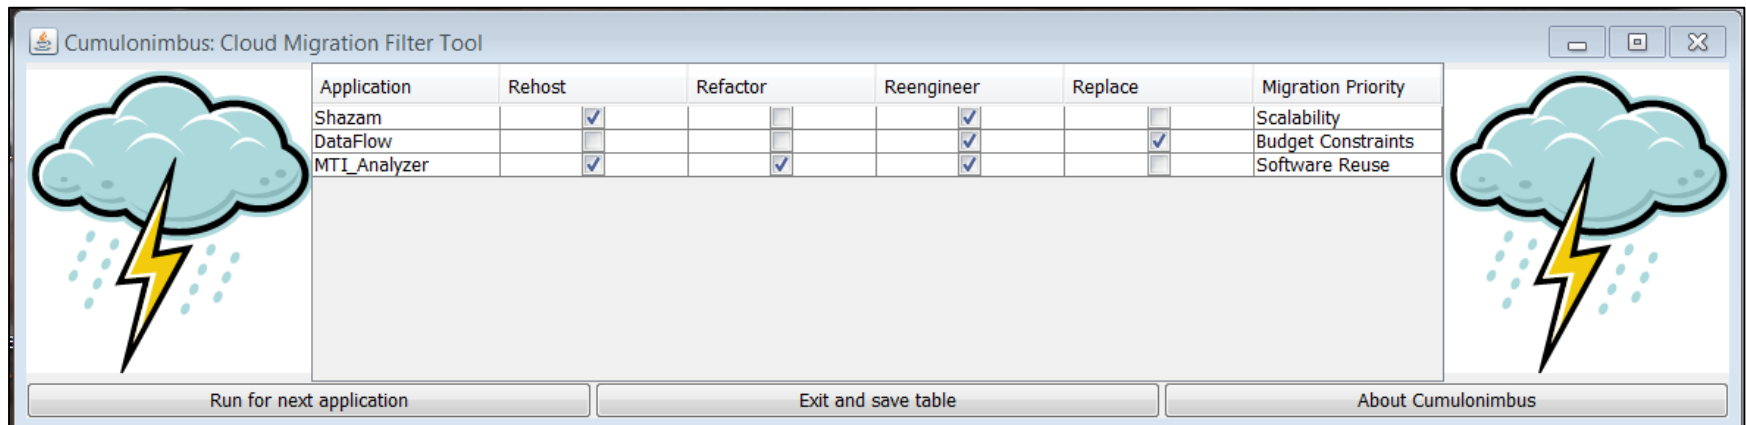 Cumulonimbus: Cloud Migration Filter Tool
Application Rehost Refactor Reengineer Replace Migration Priority
Shazam Scalability
DataFlow Budget Constraints
MTI_Analyzer Software Reuse
Run for next application Exit and save table About Cumulonimbus